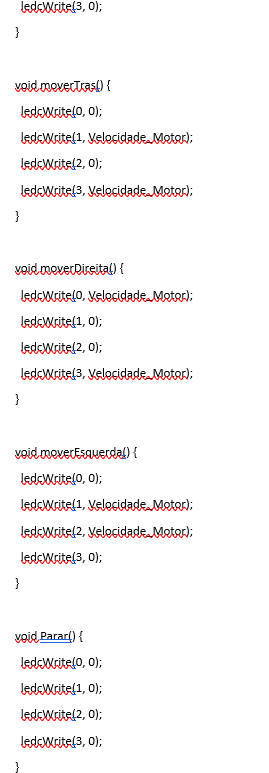 ledcWrite(3, 0);
}
void moverTras() {
ledcWrite(0, 0);
ledcWrite(1, Velocidade_Motor);
ledcWrite(2, 0);
ledcWrite(3, Velocidade_Motor);
}
void moverDireita() {
ledcWrite(0, Velocidade_Motor);
ledcWrite(1, 0);
ledcWrite(2, 0);
ledcWrite(3, Velocidade_Motor);
}
void moverEsquerda() {
ledcWrite(0, 0);
ledcWrite(1, Velocidade_Motor);
ledcWrite(2, Velocidade_Motor);
ledcWrite(3, 0);
}
void Parar() {
ledcWrite(0, 0);
ledcWrite(1, 0);
ledcWrite(2, 0);
ledcWrite(3, 0);
}